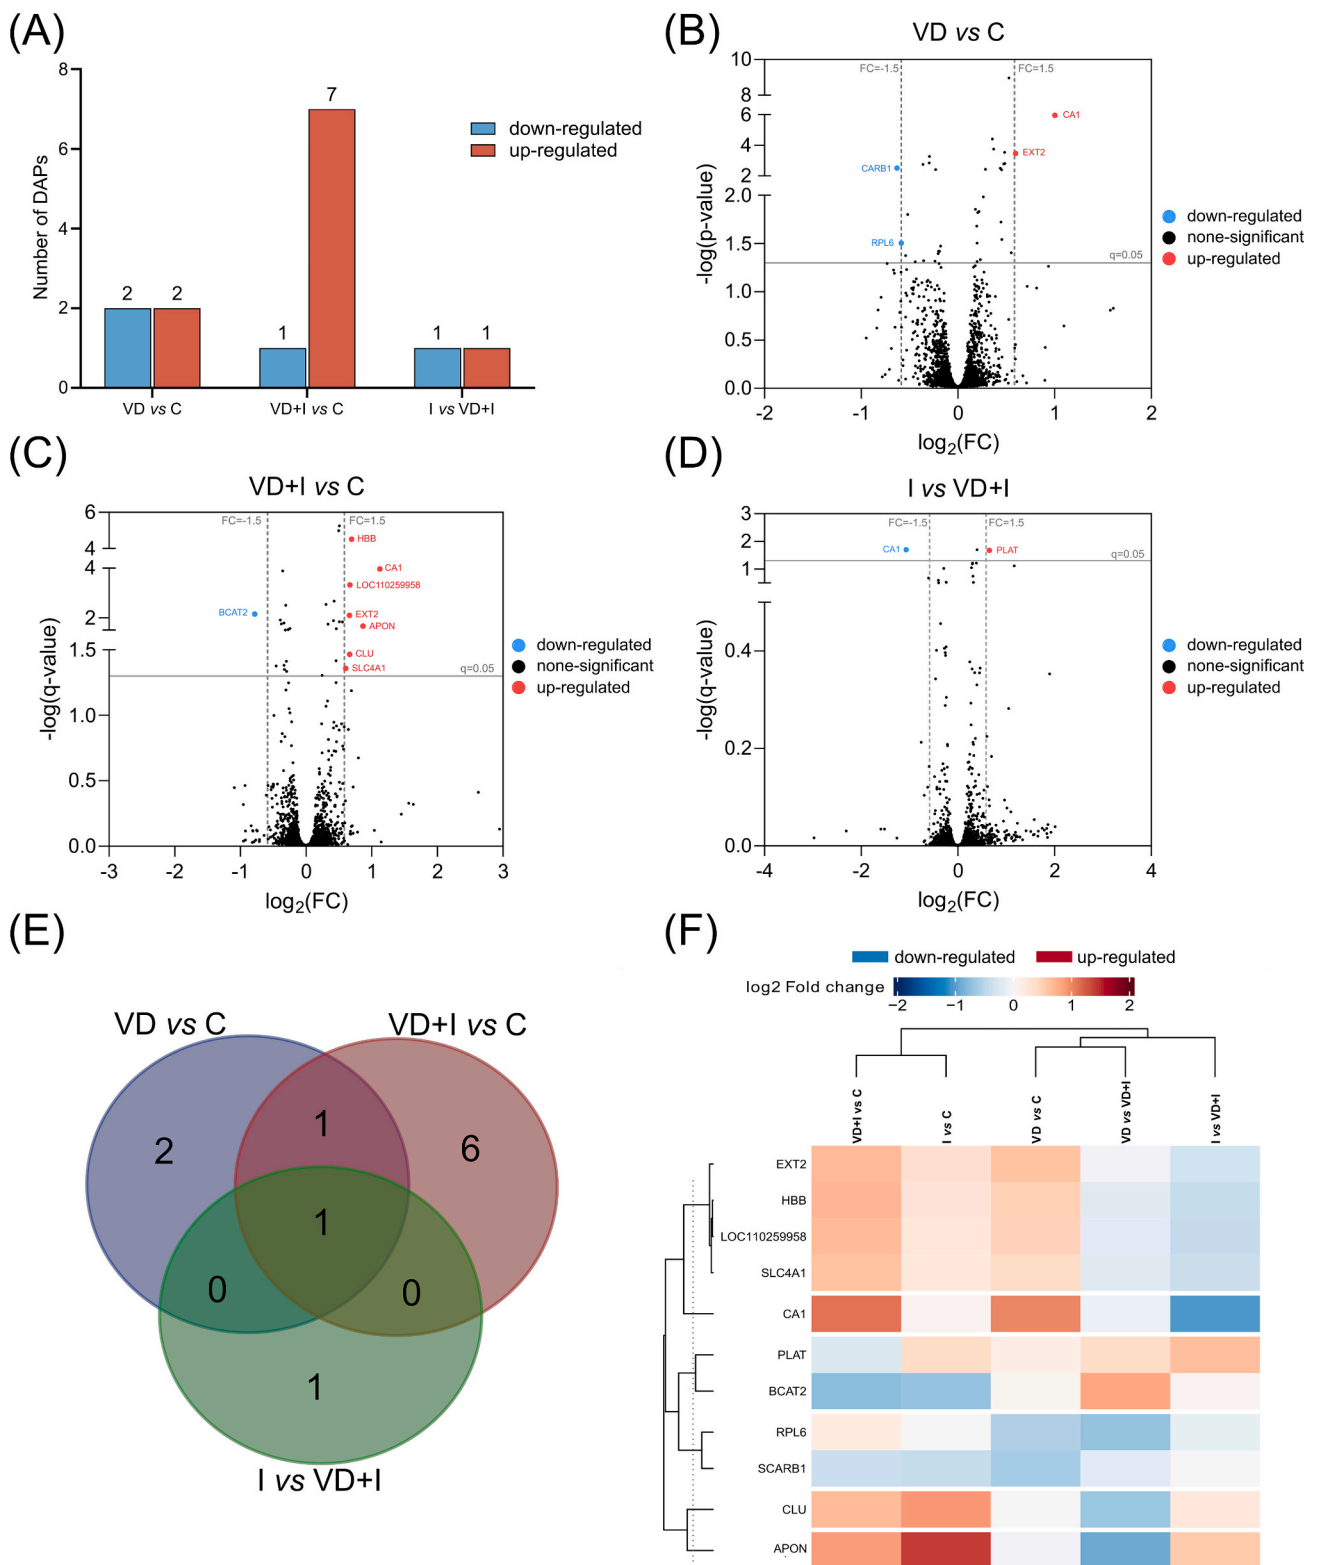 (A)
Number of DAPs
8
6
4
2
0
2
2
1
7
1
1
VD vs C
VD+I vs C
I vs VD+I
down-regulated
up-regulated
(B)
VD vs C
-log(p-value)
10
8
6
4
2
2.0
1.5
1.0
0.5
0.0
FC=-1.5
FC=1.5
CA1
EXT2
CARB1
RPL6
q=0.05
-2
-1
0
1
2
log2(FC)
down-regulated
none-significant
up-regulated
(C)
VD+I vs C
-log(q-value)
6
4
4
2
1.5
1.0
0.5
0.0
FC=-1.5
FC=1.5
HBB
CA1
LOC110259958
BCAT2
EXT2
APON
CLU
SLC4A1
q=0.05
-3
-2
-1
0
1
2
3
log2(FC)
down-regulated
none-significant
up-regulated
(D)
I vs VD+I
-log(q-value)
3
2
1
0.4
0.2
0.0
FC=-1.5
FC=1.5
CA1
PLAT
q=0.05
-4
-2
0
2
4
log2(FC)
down-regulated
none-significant
up-regulated
(E)
VD vs C
VD+I vs C
2
1
6
1
0
0
1
I vs VD+I
(F)
down-regulated
up-regulated
log2 Fold change
−2
−1
0
1
2
VD+I vs C
I vs C
VD vs C
VD vs VD+I
I vs VD+I
EXT2
HBB
LOC110259958
SLC4A1
CA1
PLAT
BCAT2
RPL6
SCARB1
CLU
APON